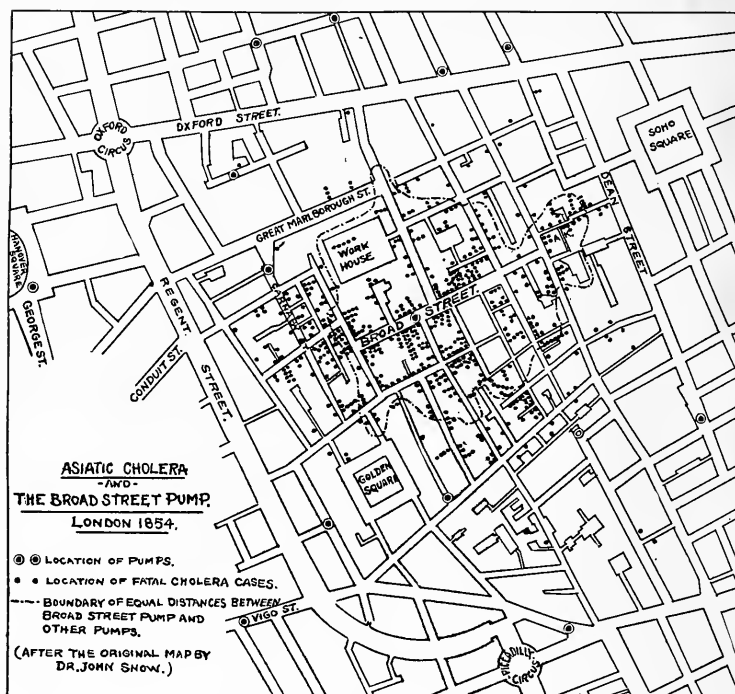 OXFORD STREET.
OXFORD
CIRCUS
SOHO
SQUARE
GREAT MARLBOROUGH ST.
DEAN
STREET
WORK
HOUSE
HANOVER
SQUARE
GEORGE ST.
REGENT
STREET.
BROAD STREET
CONDUIT ST.
GOLDEN
SQUARE
ASIATIC CHOLERA
-AND-
THE BROAD STREET PUMP.
LONDON 1854.
LOCATION OF PUMPS.
LOCATION OF FATAL CHOLERA CASES.
BOUNDARY OF EQUAL DISTANCES BETWEEN
BROAD STREET PUMP AND
OTHER PUMPS.
(AFTER THE ORIGINAL MAP BY
DR. JOHN SNOW.)
VIGO ST.
PICCADILLY
CIRCUS